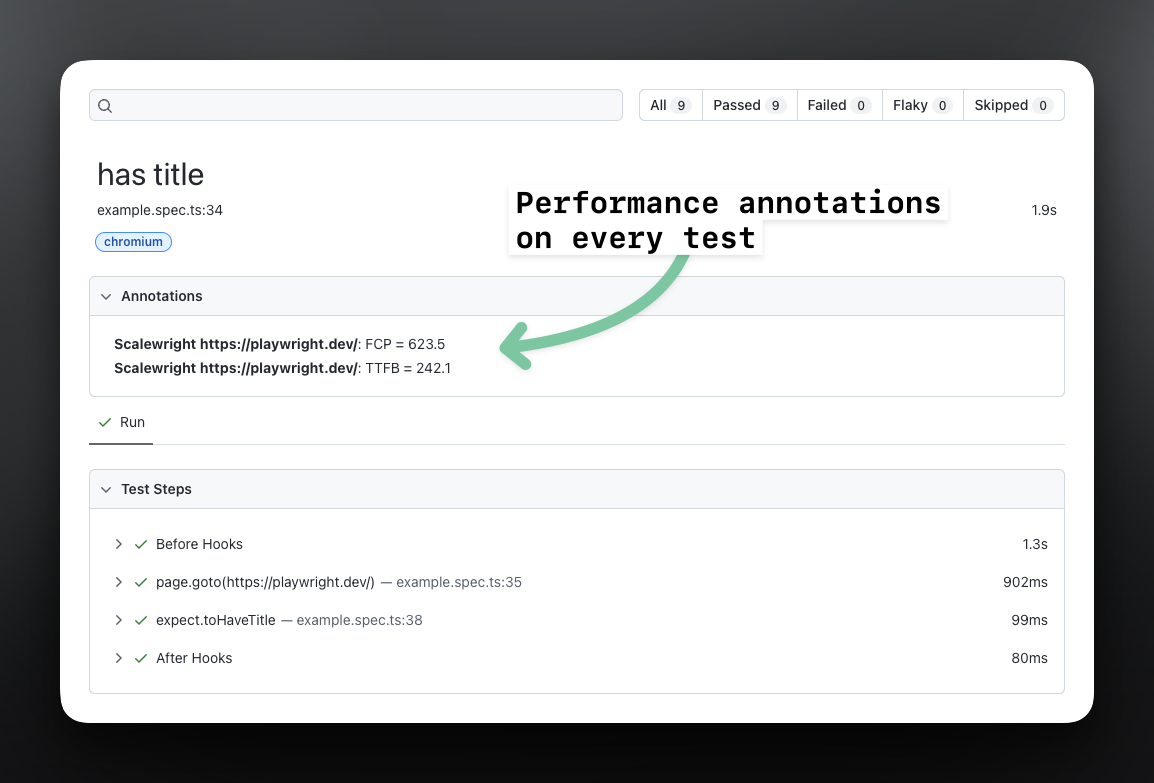 All 9 Passed 9 Failed 0 Flaky 0 Skipped 0
has title
example.spec.ts:34
1.9s
chromium
Performance annotations
on every test
Annotations
Scalewright https://playwright.dev/: FCP = 623.5
Scalewright https://playwright.dev/: TTFB = 242.1
Run
Test Steps
Before Hooks 1.3s
page.goto(https://playwright.dev/) — example.spec.ts:35 902ms
expect.toHaveTitle — example.spec.ts:38 99ms
After Hooks 80ms